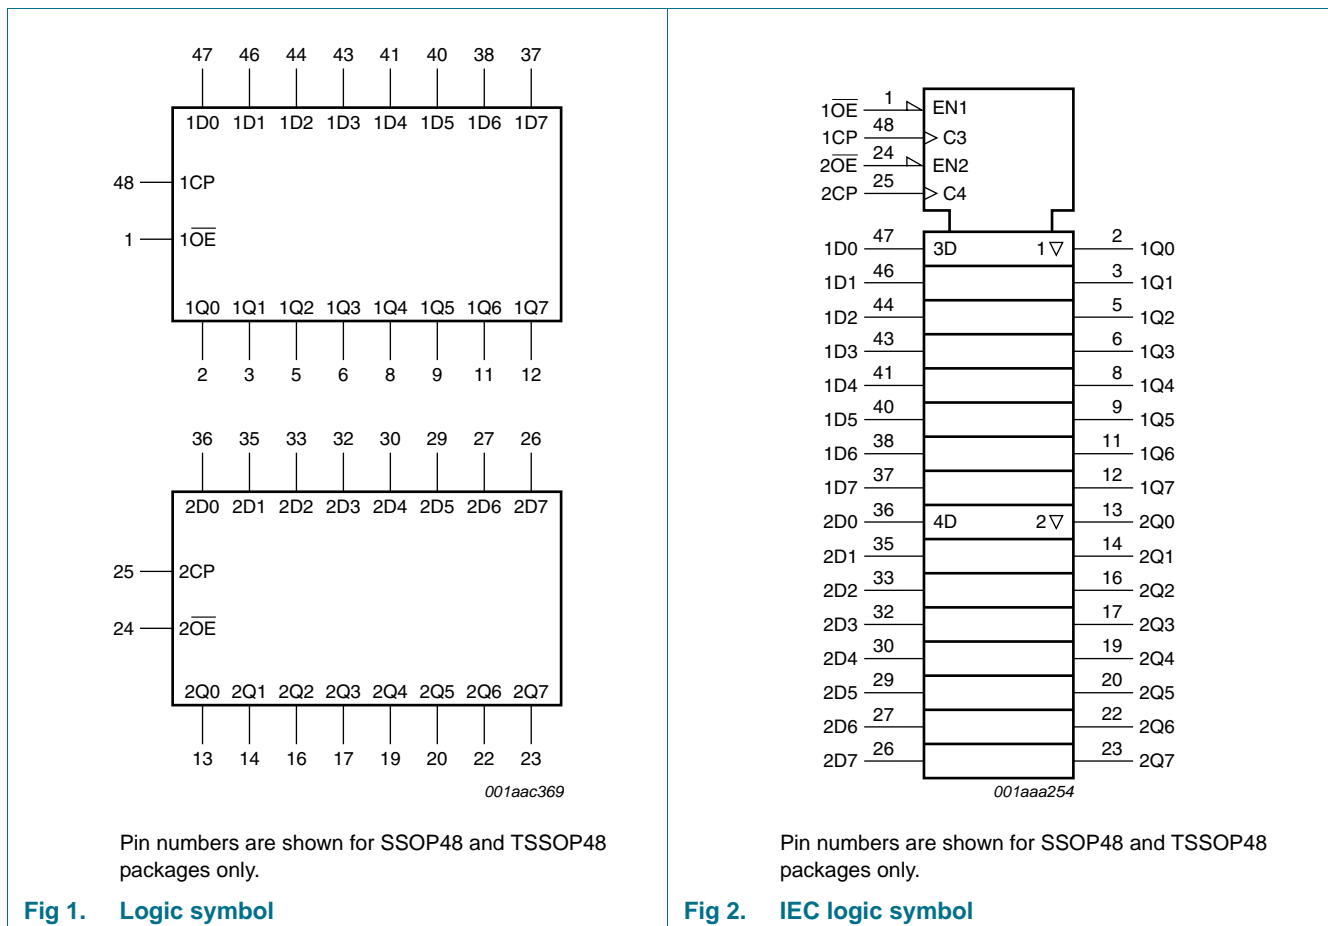 47 46 44 43 41 40 38 37
1D0 1D1 1D2 1D3 1D4 1D5 1D6 1D7
48 1CP
1 1O̅E̅
1Q0 1Q1 1Q2 1Q3 1Q4 1Q5 1Q6 1Q7
2 3 5 6 8 9 11 12
36 35 33 32 30 29 27 26
2D0 2D1 2D2 2D3 2D4 2D5 2D6 2D7
25 2CP
24 2O̅E̅
2Q0 2Q1 2Q2 2Q3 2Q4 2Q5 2Q6 2Q7
13 14 16 17 19 20 22 23
001aac369
Pin numbers are shown for SSOP48 and TSSOP48
packages only.
Fig 1. Logic symbol
1O̅E̅ 1 EN1
1CP 48 C3
2O̅E̅ 24 EN2
2CP 25 C4
1D0 47 3D 1 ▽ 2 1Q0
1D1 46 3 1Q1
1D2 44 5 1Q2
1D3 43 6 1Q3
1D4 41 8 1Q4
1D5 40 9 1Q5
1D6 38 11 1Q6
1D7 37 12 1Q7
2D0 36 4D 2 ▽ 13 2Q0
2D1 35 14 2Q1
2D2 33 16 2Q2
2D3 32 17 2Q3
2D4 30 19 2Q4
2D5 29 20 2Q5
2D6 27 22 2Q6
2D7 26 23 2Q7
001aaa254
Pin numbers are shown for SSOP48 and TSSOP48
packages only.
Fig 2. IEC logic symbol